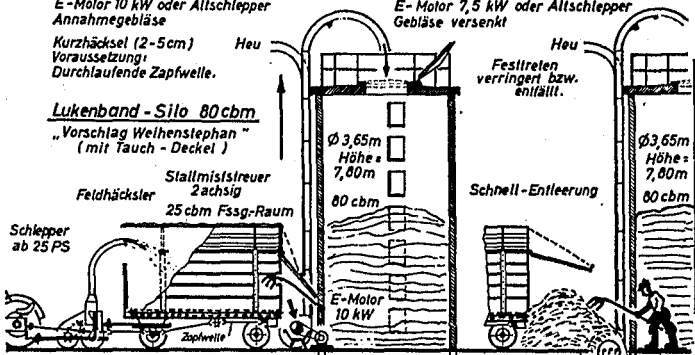 E-Motor 10 kW oder Altschlepper
Annahmegebläse
Kurzhäcksel (2-5cm)
Voraussetzung:
Durchlaufende Zapfwelle.
Heu
Lukenband-Silo 80cbm
„Vorschlag Weihenstephan"
(mit Tauch-Deckel)
Feldhäcksler
Stallmiststreuer
2achsig
25cbm Fssg.-Raum
Schlepper
ab 25 PS
Zapfwelle
Ø 3,65m
Höhe=
7,80m
80 cbm
E-Motor
10 kW
E-Motor 7,5 kW oder Altschlepper
Gebläse versenkt
Heu
Festtreten
verringert bzw.
entfällt.
Schnell-Entleerung
Ø3,65m
Höhe=
7,80m
80 cbm